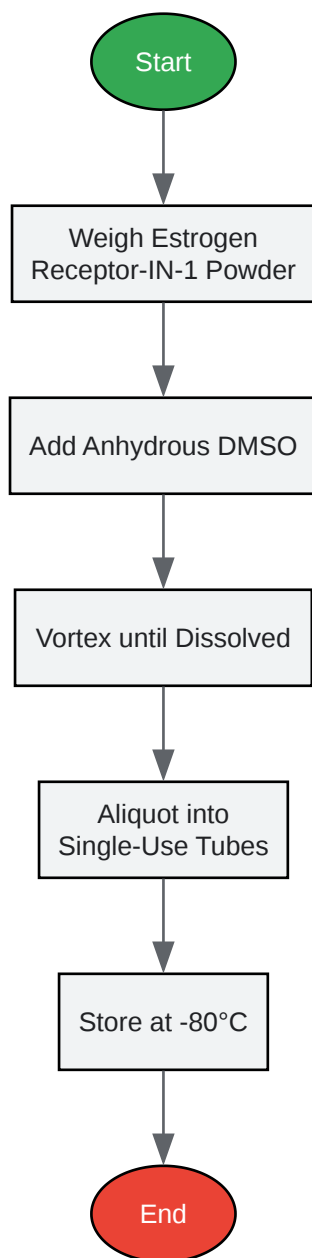 Start
Weigh Estrogen
Receptor-IN-1 Powder
Add Anhydrous DMSO
Vortex until Dissolved
Aliquot into
Single-Use Tubes
Store at -80°C
End